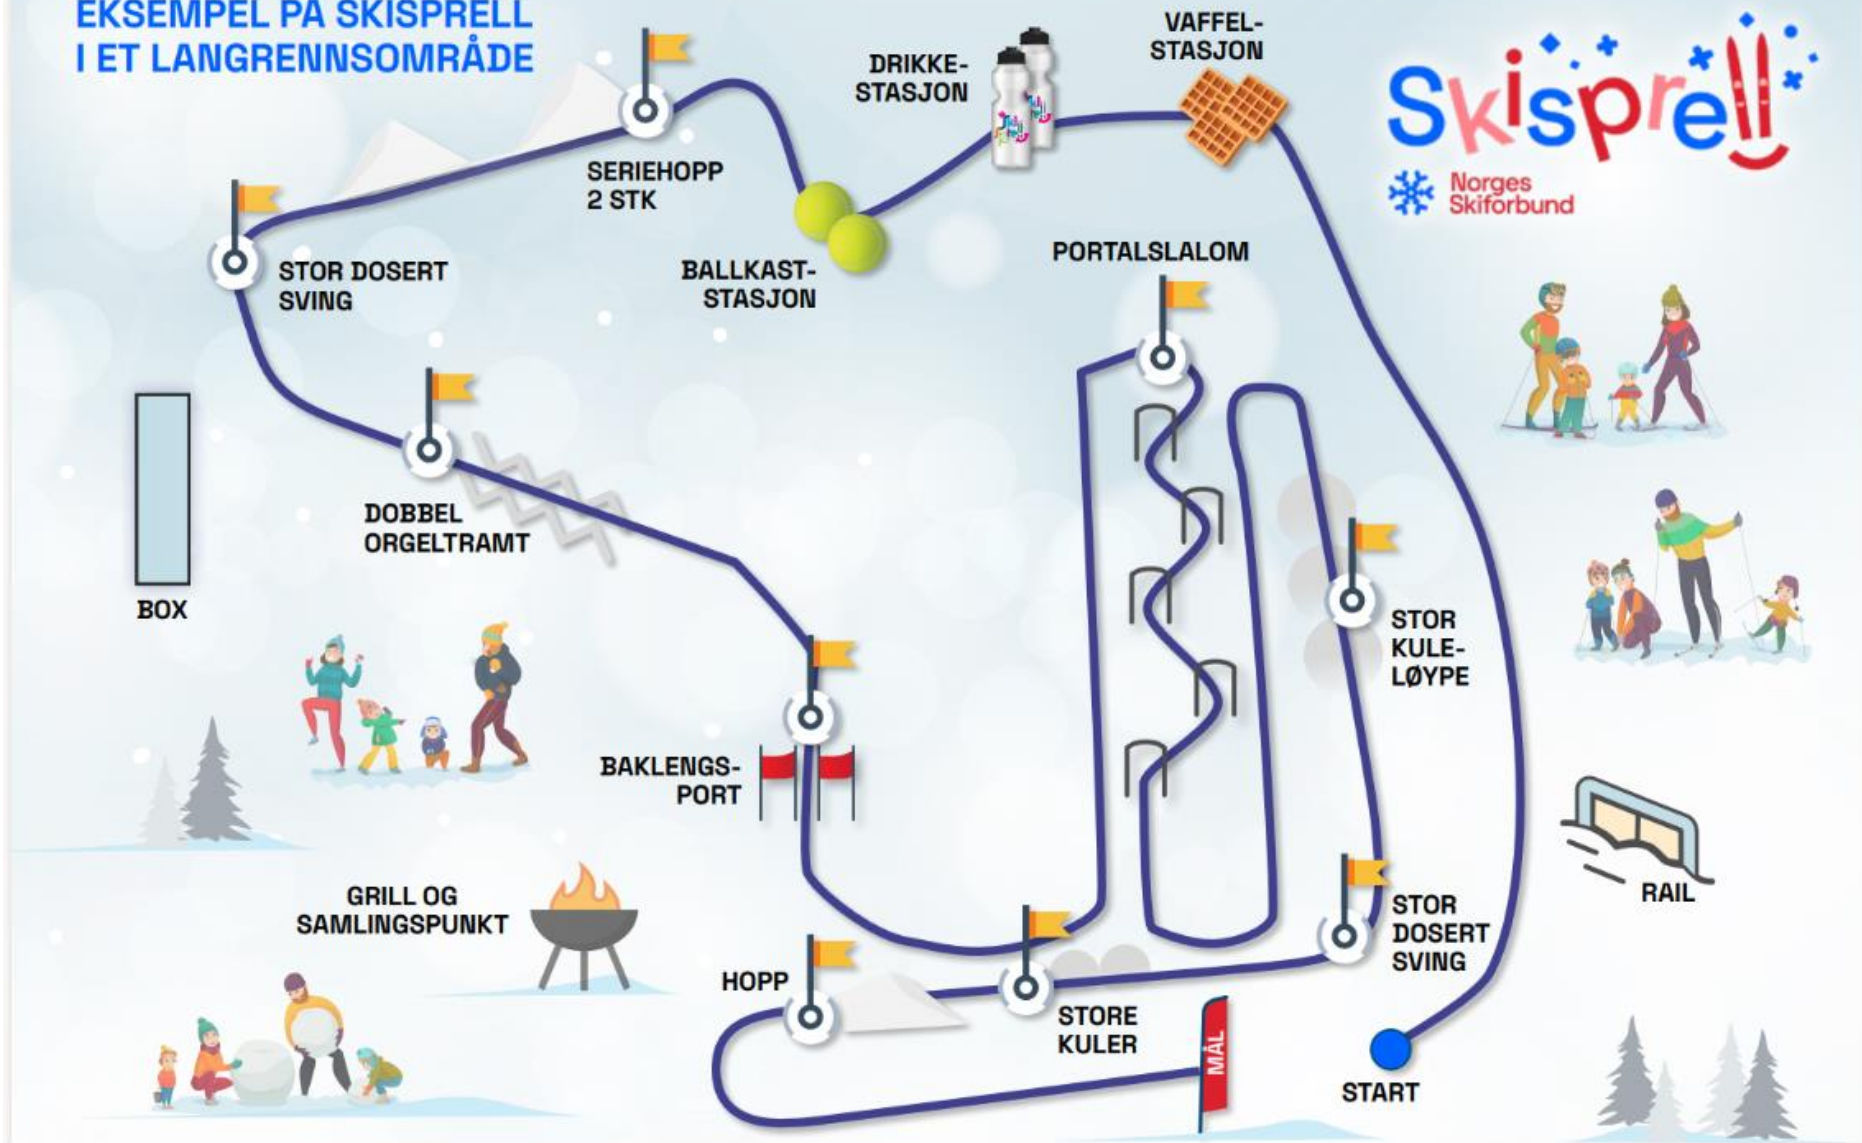 EKSEMPEL PÅ SKISPRELL
I ET LANGRENNSOMRÅDE
VAFFEL-
STASJON
DRIKKE-
STASJON
Skisprell
Norges
Skiforbund
SERIEHOPP
2 STK
STOR DOSERT
SVING
BALLKAST-
STASJON
PORTALSLALOM
DOBBEL
ORGELTRAMT
BOX
STOR
KULE-
LØYPE
BAKLENGS-
PORT
GRILL OG
SAMLINGSPUNKT
RAIL
STOR
DOSERT
SVING
HOPP
STORE
KULER
MÅL
START